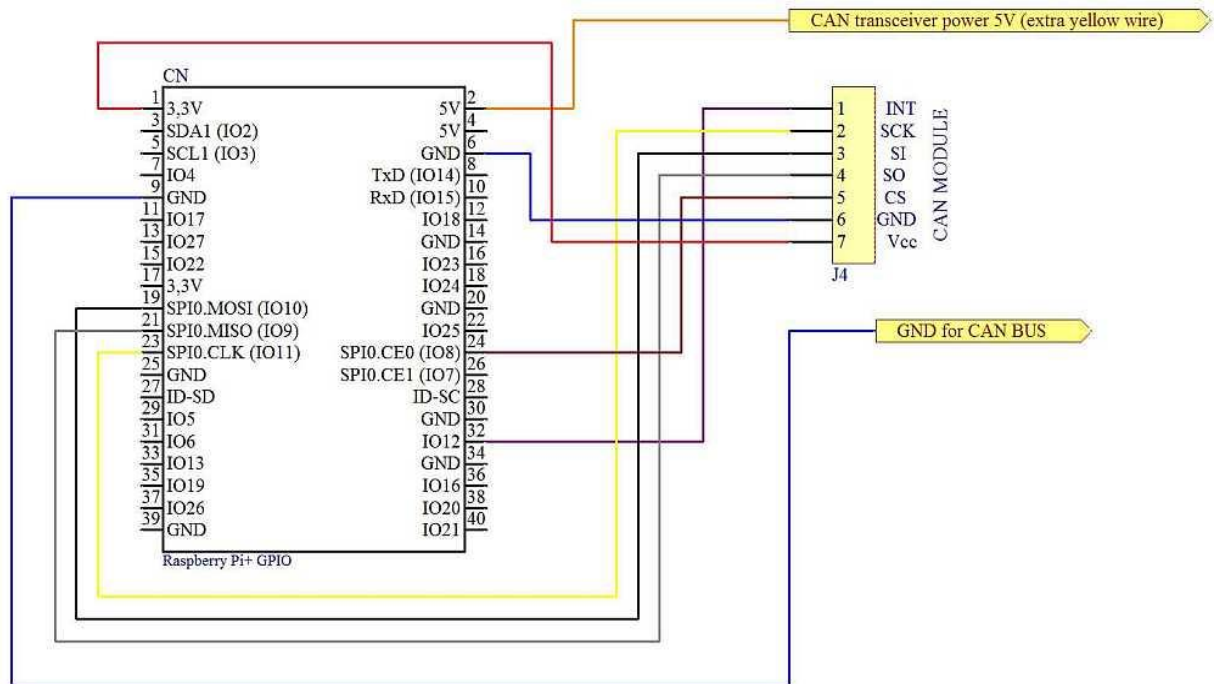 CAN transceiver power 5V (extra yellow wire)
CN
1 3,3V 5V 2
3 SDA1 (IO2) 5V 4
5 SCL1 (IO3) GND 6
7 IO4 TxD (IO14) 8
9 GND RxD (IO15) 10
11 IO17 IO18 12
13 IO27 GND 14
15 IO22 IO23 16
17 3,3V IO24 18
19 SPI0.MOSI (IO10) GND 20
21 SPI0.MISO (IO9) IO25 22
23 SPI0.CLK (IO11) SPI0.CE0 (IO8) 24
25 GND SPI0.CE1 (IO7) 26
27 ID-SD ID-SC 28
29 IO5 GND 30
31 IO6 IO12 32
33 IO13 GND 34
35 IO19 IO16 36
37 IO26 IO20 38
39 GND IO21 40
Raspberry Pi+ GPIO
1 INT
2 SCK
3 SI
4 SO
5 CS
6 GND
7 Vcc
CAN MODULE
J4
GND for CAN BUS